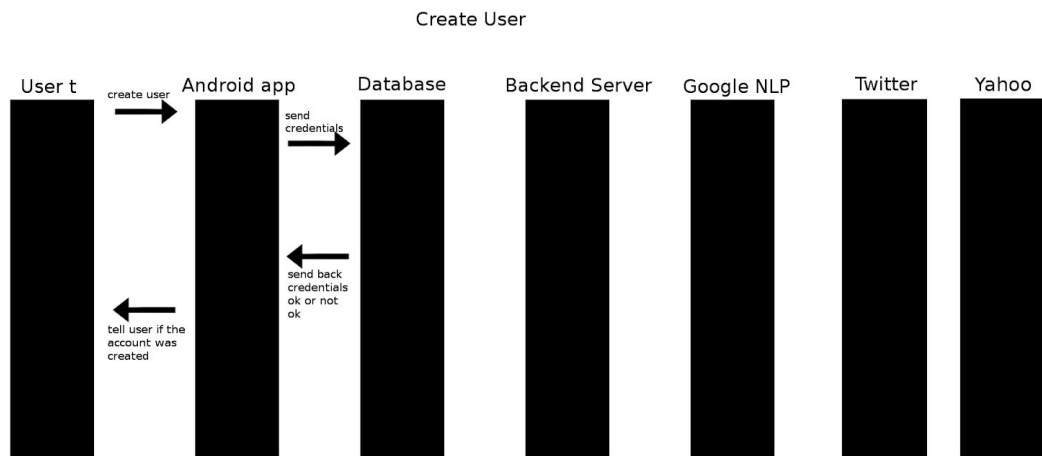 Create User
User t
Android app
Database
Backend Server
Google NLP
Twitter
Yahoo
create user
send
credentials
send back
credentials
ok or not
ok
tell user if the
account was
created